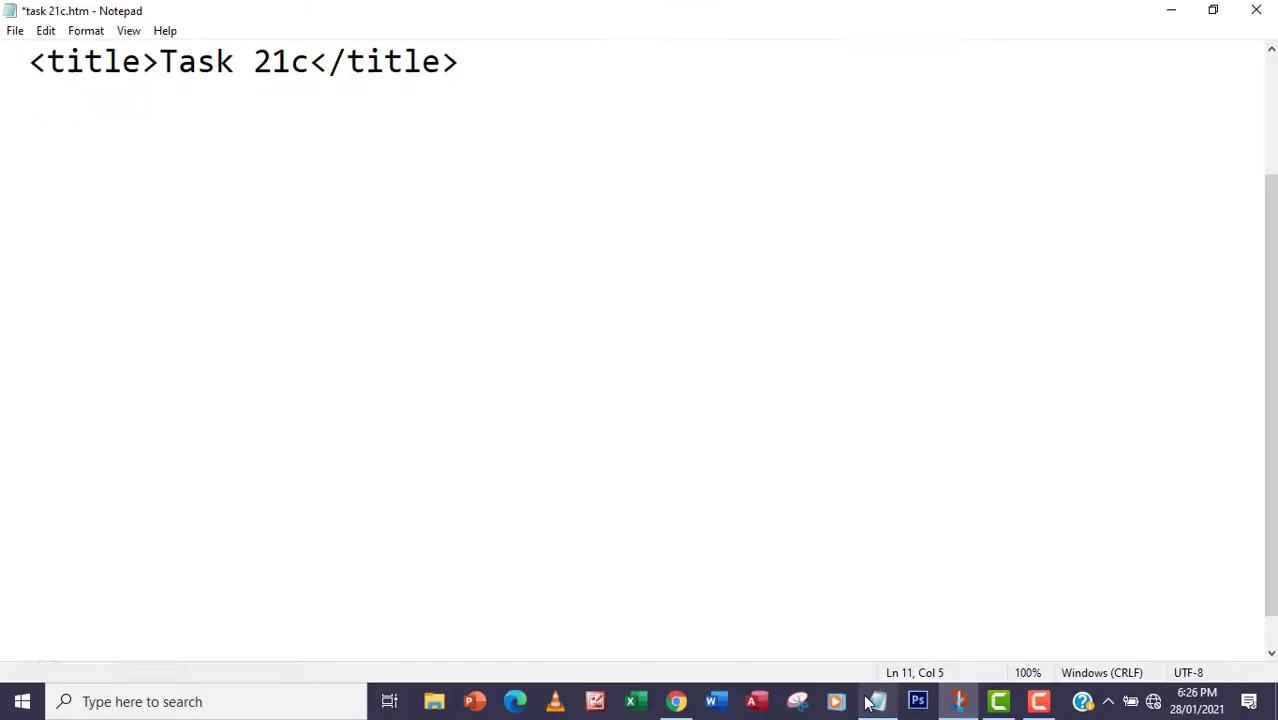 *task 21c.htm - Notepad
File Edit Format View Help
<title>Task 21c</title>
Ln 11, Col 5 100% Windows (CRLF) UTF-8
Type here to search
6:26 PM
28/01/2021